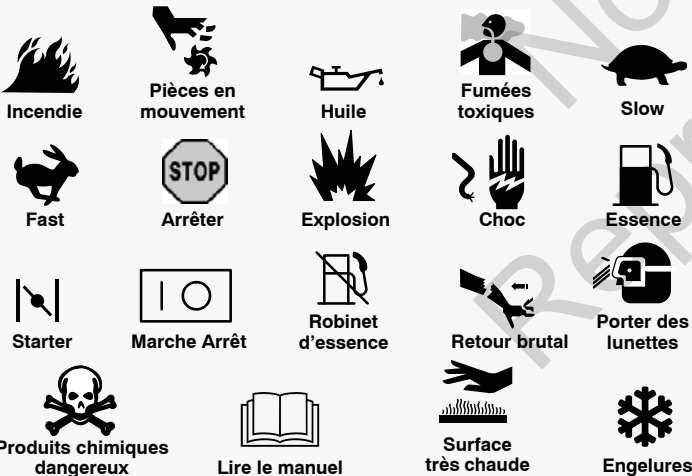 Incendie
Pièces en
mouvement
Huile
Fumées
toxiques
Slow
Fast
STOP
Arrêter
Explosion
Choc
Essence
Starter
Marche Arrêt
Robinet
d'essence
Retour brutal
Porter des
lunettes
Produits chimiques
dangereux
Lire le manuel
Surface
très chaude
Engelures